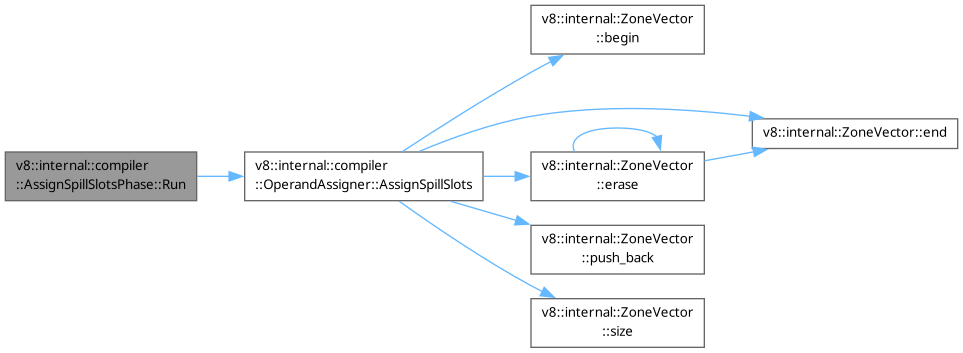 v8::internal::compiler
::AssignSpillSlotsPhase::Run
v8::internal::compiler
::OperandAssigner::AssignSpillSlots
v8::internal::ZoneVector
::begin
v8::internal::ZoneVector::end
v8::internal::ZoneVector
::erase
v8::internal::ZoneVector
::push_back
v8::internal::ZoneVector
::size